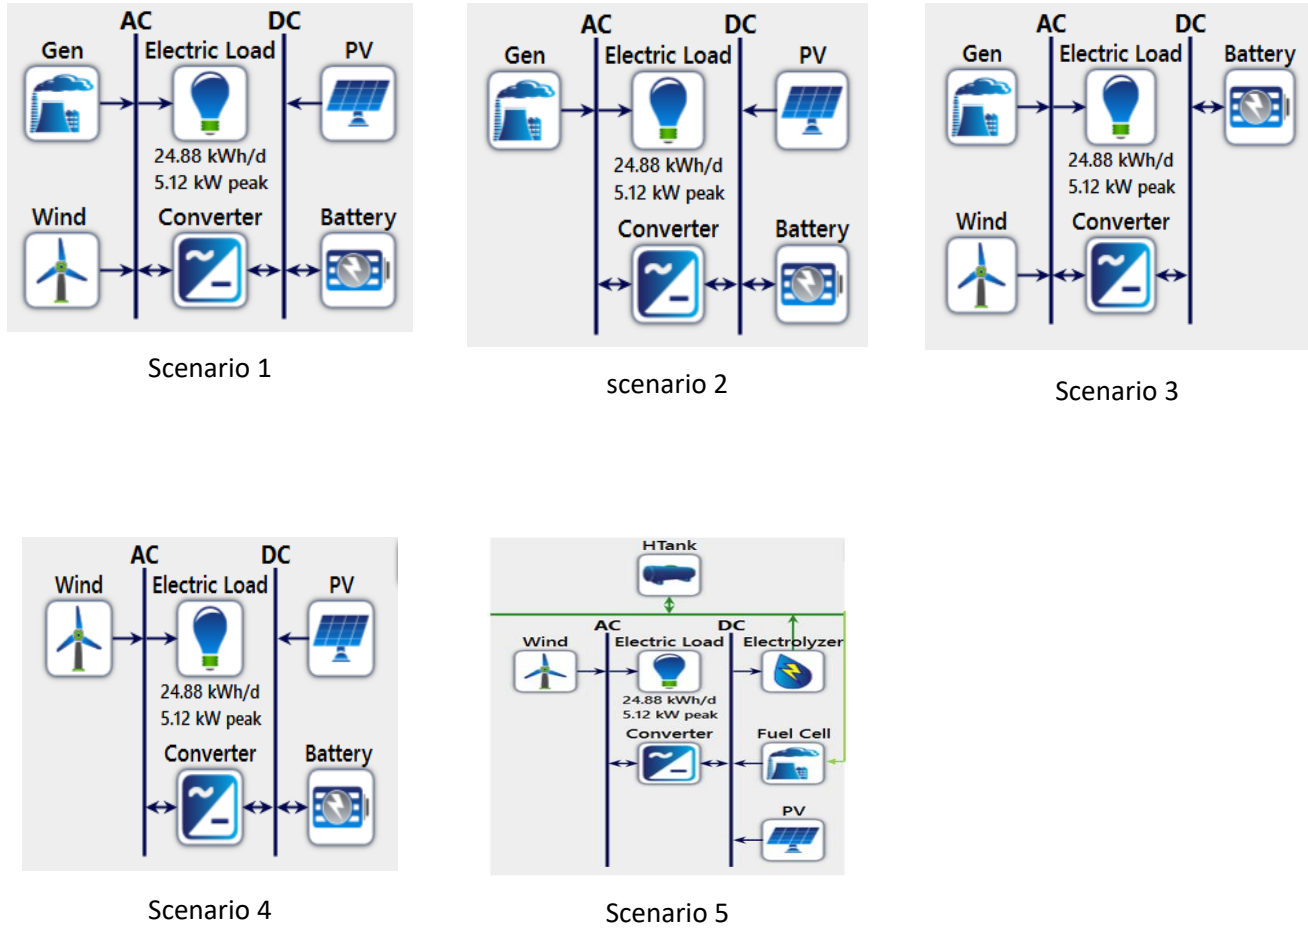 AC DC
Gen Electric Load PV
24.88 kWh/d
5.12 kW peak
Wind Converter Battery
Scenario 1
AC DC
Gen Electric Load PV
24.88 kWh/d
5.12 kW peak
Converter Battery
scenario 2
AC DC
Gen Electric Load Battery
24.88 kWh/d
5.12 kW peak
Wind Converter
Scenario 3
AC DC
Wind Electric Load PV
24.88 kWh/d
5.12 kW peak
Converter Battery
Scenario 4
HTank
AC DC
Wind Electric Load Electrolyzer
24.88 kWh/d
5.12 kW peak
Converter Fuel Cell
PV
Scenario 5